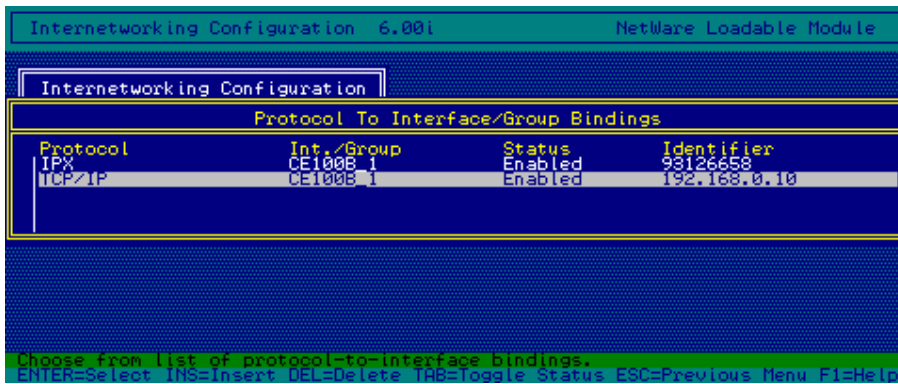 Internetworking Configuration 6.00i NetWare Loadable Module
Internetworking Configuration
Protocol To Interface/Group Bindings
Protocol Int./Group Status Identifier
IPX CE100B_1 Enabled 93126658
TCP/IP CE100B_1 Enabled 192.168.0.10
Choose from list of protocol-to-interface bindings.
ENTER=Select INS=Insert DEL=Delete TAB=Toggle Status ESC=Previous Menu F1=Help